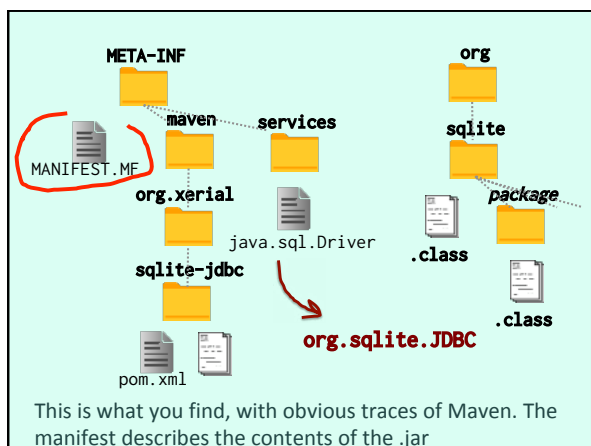 META-INF
org
maven
services
sqlite
MANIFEST.MF
package
org.xerial
java.sql.Driver
.class
sqlite-jdbc
.class
org.sqlite.JDBC
pom.xml
This is what you find, with obvious traces of Maven. The
manifest describes the contents of the .jar